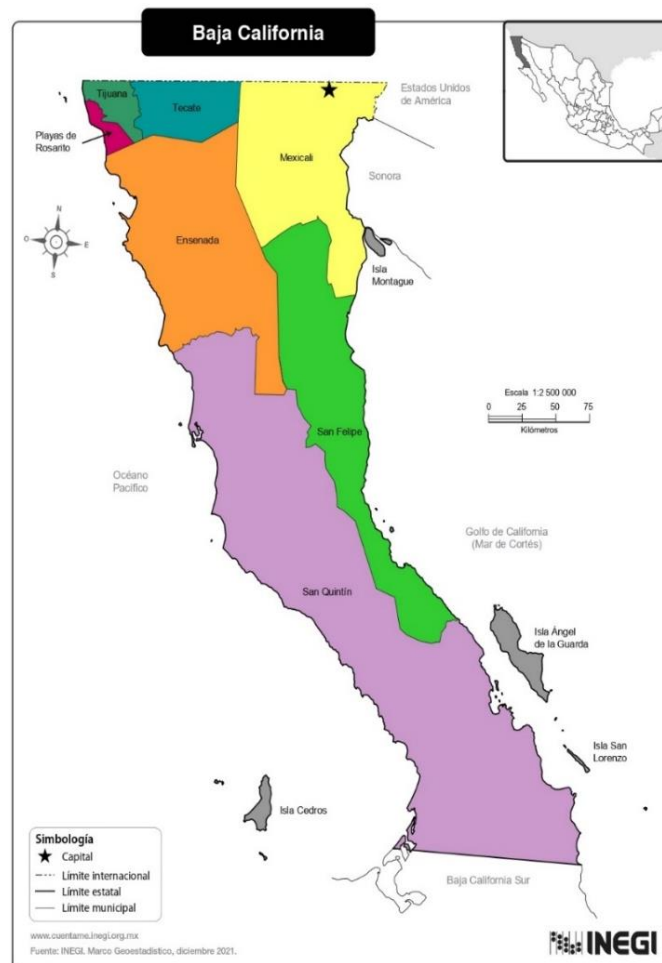 Baja California
Tijuana
Tecate
Playas de
Rosarito
Mexicali
Estados Unidos
de América
Sonora
N
O
E
S
Ensenada
Isla
Montague
Escala 1:2 500 000
0 25 50 75
Kilómetros
San Felipe
Océano
Pacífico
Golfo de California
(Mar de Cortés)
San Quintín
Isla Ángel
de la Guarda
Isla San
Lorenzo
Isla Cedros
Simbología
Capital
Límite internacional
Límite estatal
Límite municipal
Baja California Sur
www.cuentame.inegi.org.mx
Fuente: INEGI. Marco Geoestadístico, diciembre 2021.
INEGI